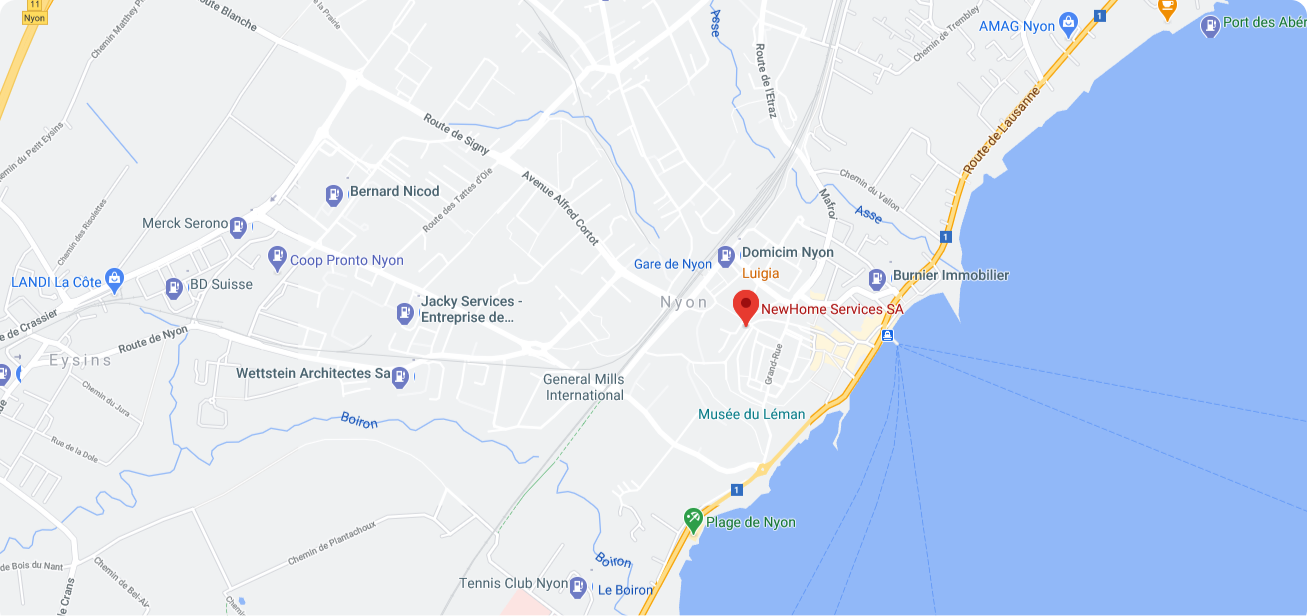 11
Nyon
Route Blanche
Chemin Matthey
de la Prairie
Asse
Route de l'Etraz
Chemin de Trembley
AMAG Nyon
1
Port des Abér
Route de Lausanne
Route de Signy
Chemin du Petit Eysins
Chemin des Risolettes
Bernard Nicod
Route des Tattes d'Oie
Avenue Alfred Cortot
Chemin du Vallon
Mafroi
Asse
Merck Serono
1
Coop Pronto Nyon
Gare de Nyon
Domicim Nyon
Luigia
Burnier Immobilier
LANDI La Côte
BD Suisse
Jacky Services -
Entreprise de...
Nyon
NewHome Services SA
de Crassier
Route de Nyon
Eysins
Wettstein Architectes Sa
General Mills
International
Grand-Rue
Chemin du Jura
Boiron
Musée du Léman
Rue de la Dole
1
Plage de Nyon
Chemin de Plantachoux
Boiron
de Bois du Nant
de Crans
Chemin de Bel-Air
Tennis Club Nyon
Le Boiron